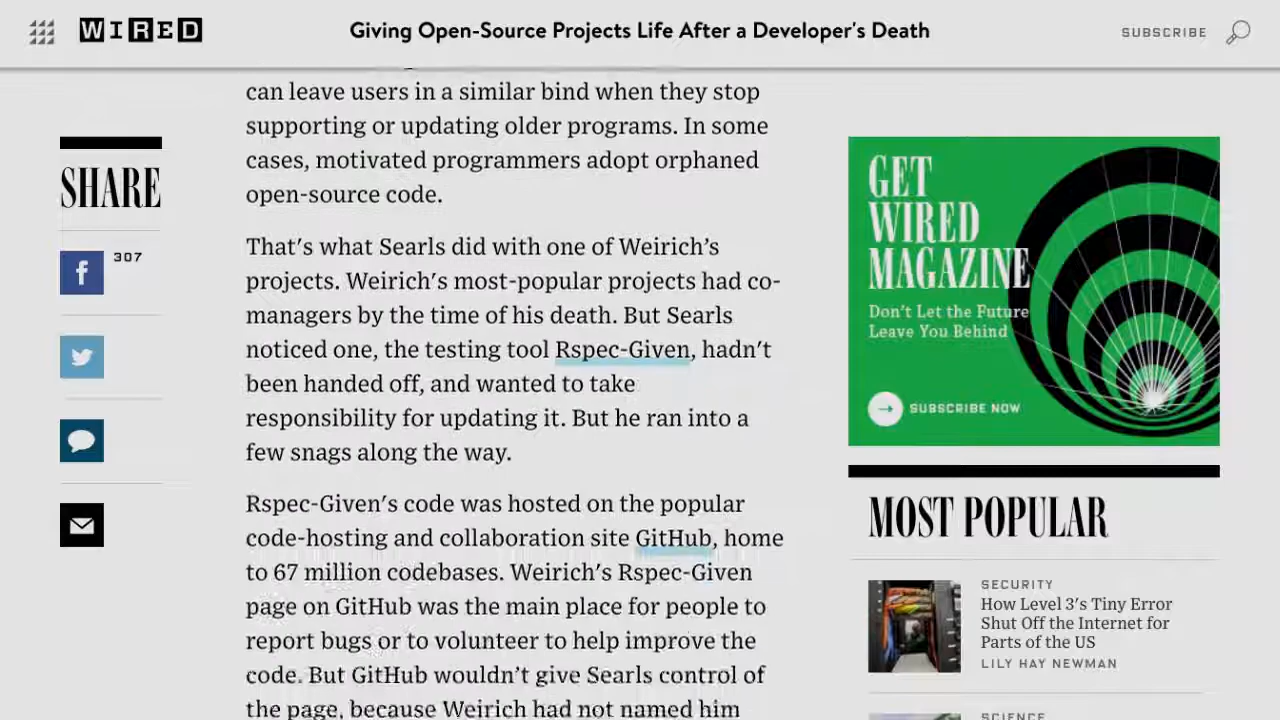 WIRED
Giving Open-Source Projects Life After a Developer's Death
SUBSCRIBE
can leave users in a similar bind when they stop
supporting or updating older programs. In some
cases, motivated programmers adopt orphaned
open-source code.
That's what Searls did with one of Weirich's
projects. Weirich's most-popular projects had co-
managers by the time of his death. But Searls
noticed one, the testing tool Rspec-Given, hadn't
been handed off, and wanted to take
responsibility for updating it. But he ran into a
few snags along the way.
Rspec-Given's code was hosted on the popular
code-hosting and collaboration site GitHub, home
to 67 million codebases. Weirich's Rspec-Given
page on GitHub was the main place for people to
report bugs or to volunteer to help improve the
code. But GitHub wouldn't give Searls control of
the page, because Weirich had not named him
SHARE
307
GET
WIRED
MAGAZINE
Don't Let the Future
Leave You Behind
SUBSCRIBE NOW
MOST POPULAR
SECURITY
How Level 3's Tiny Error
Shut Off the Internet for
Parts of the US
LILY HAY NEWMAN
SCIENCE